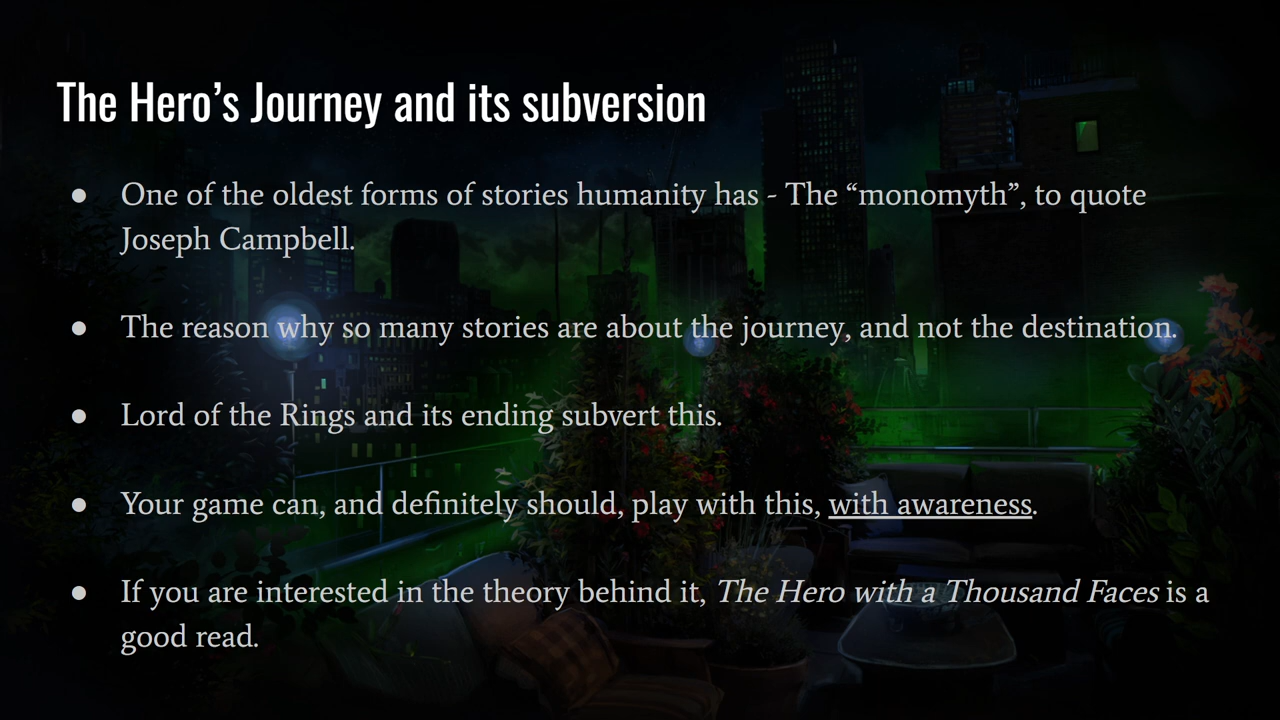 The Hero’s Journey and its subversion
● One of the oldest forms of stories humanity has - The “monomyth”, to quote
Joseph Campbell.
● The reason why so many stories are about the journey, and not the destination.
● Lord of the Rings and its ending subvert this.
● Your game can, and definitely should, play with this, with awareness.
● If you are interested in the theory behind it, The Hero with a Thousand Faces is a
good read.